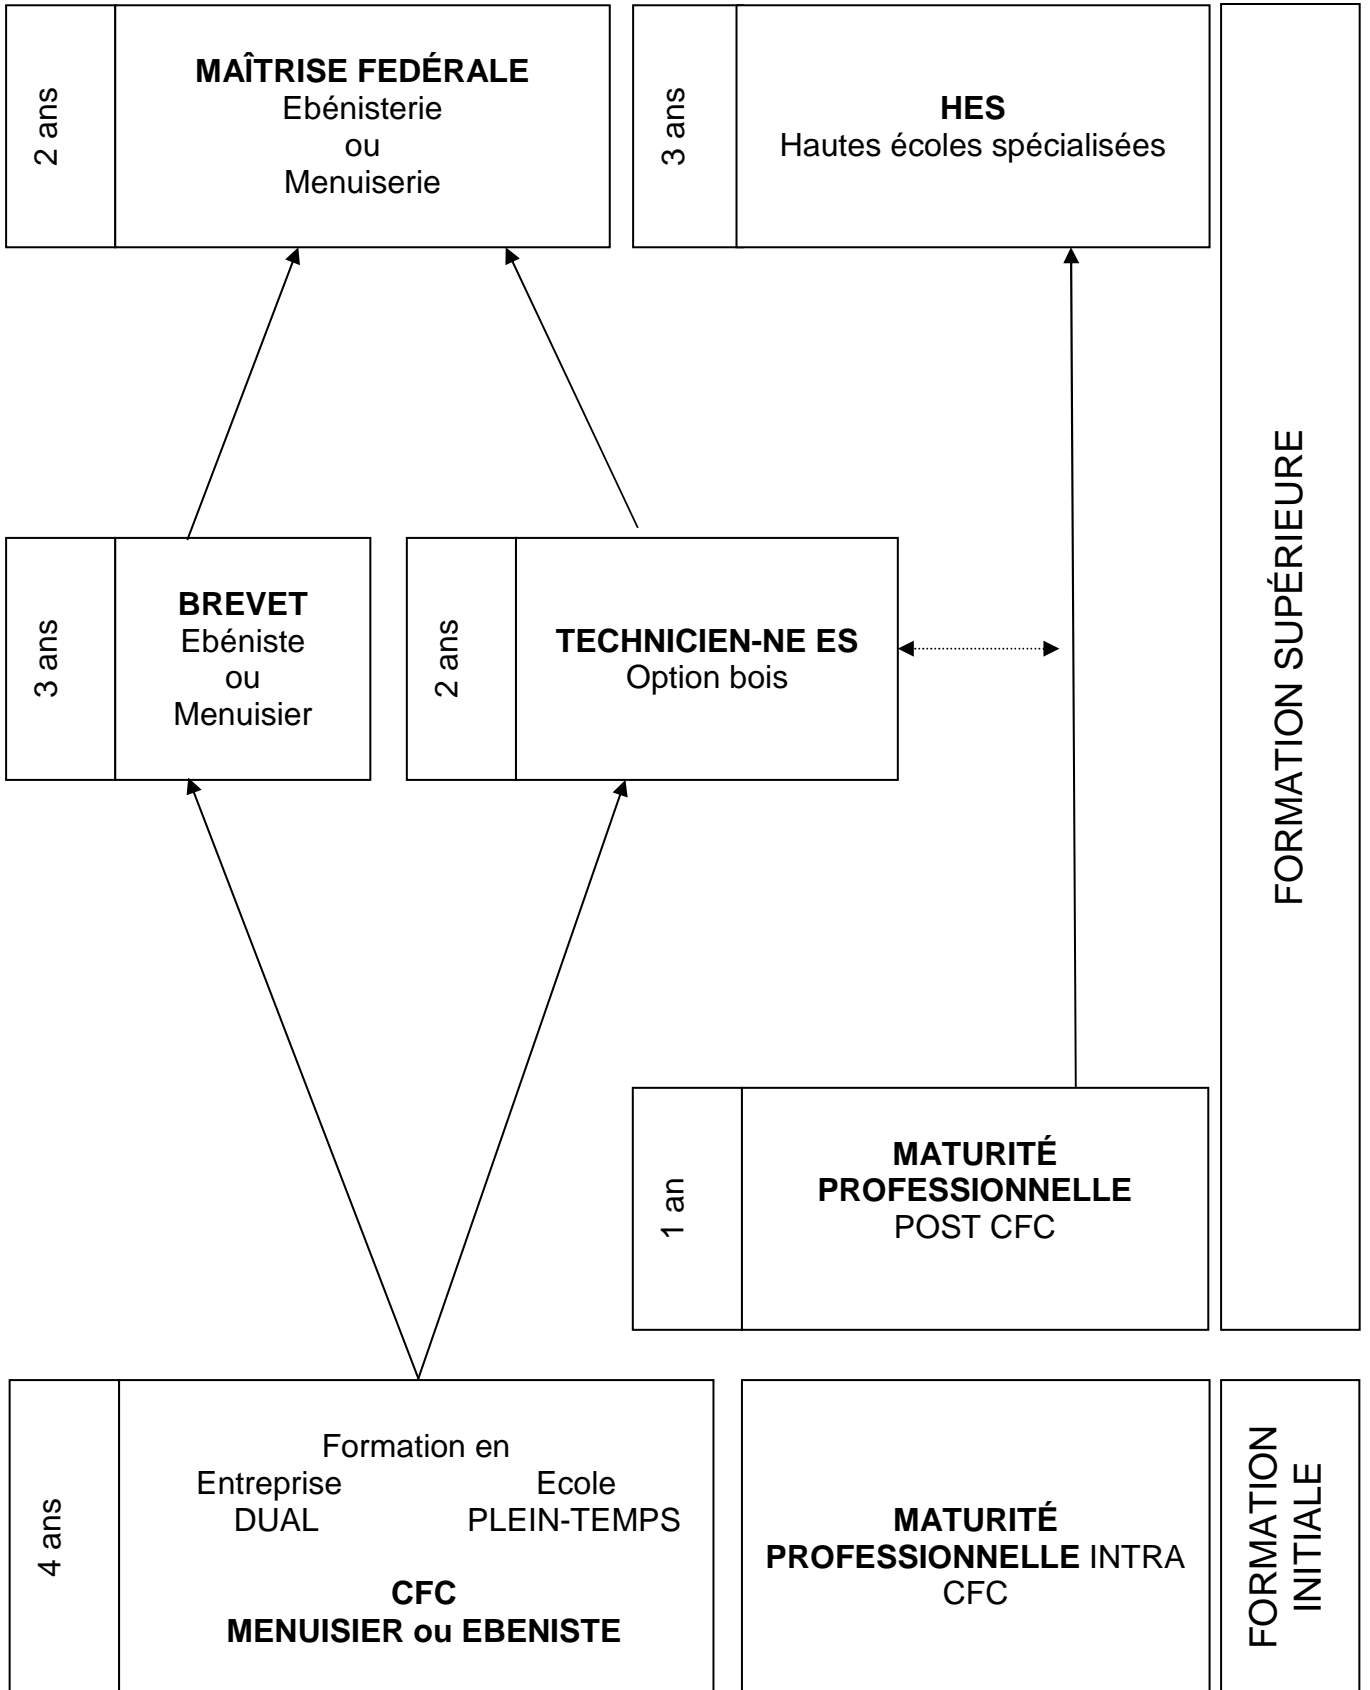 2 ans
MAÎTRISE FEDÉRALE
Ebénisterie
ou
Menuiserie
3 ans
HES
Hautes écoles spécialisées
FORMATION SUPÉRIEURE
3 ans
BREVET
Ebéniste
ou
Menuisier
2 ans
TECHNICIEN-NE ES
Option bois
1 an
MATURITÉ
PROFESSIONNELLE
POST CFC
4 ans
Formation en
Entreprise Ecole
DUAL PLEIN-TEMPS
CFC
MENUISIER ou EBENISTE
MATURITÉ
PROFESSIONNELLE INTRA
CFC
FORMATION
INITIALE